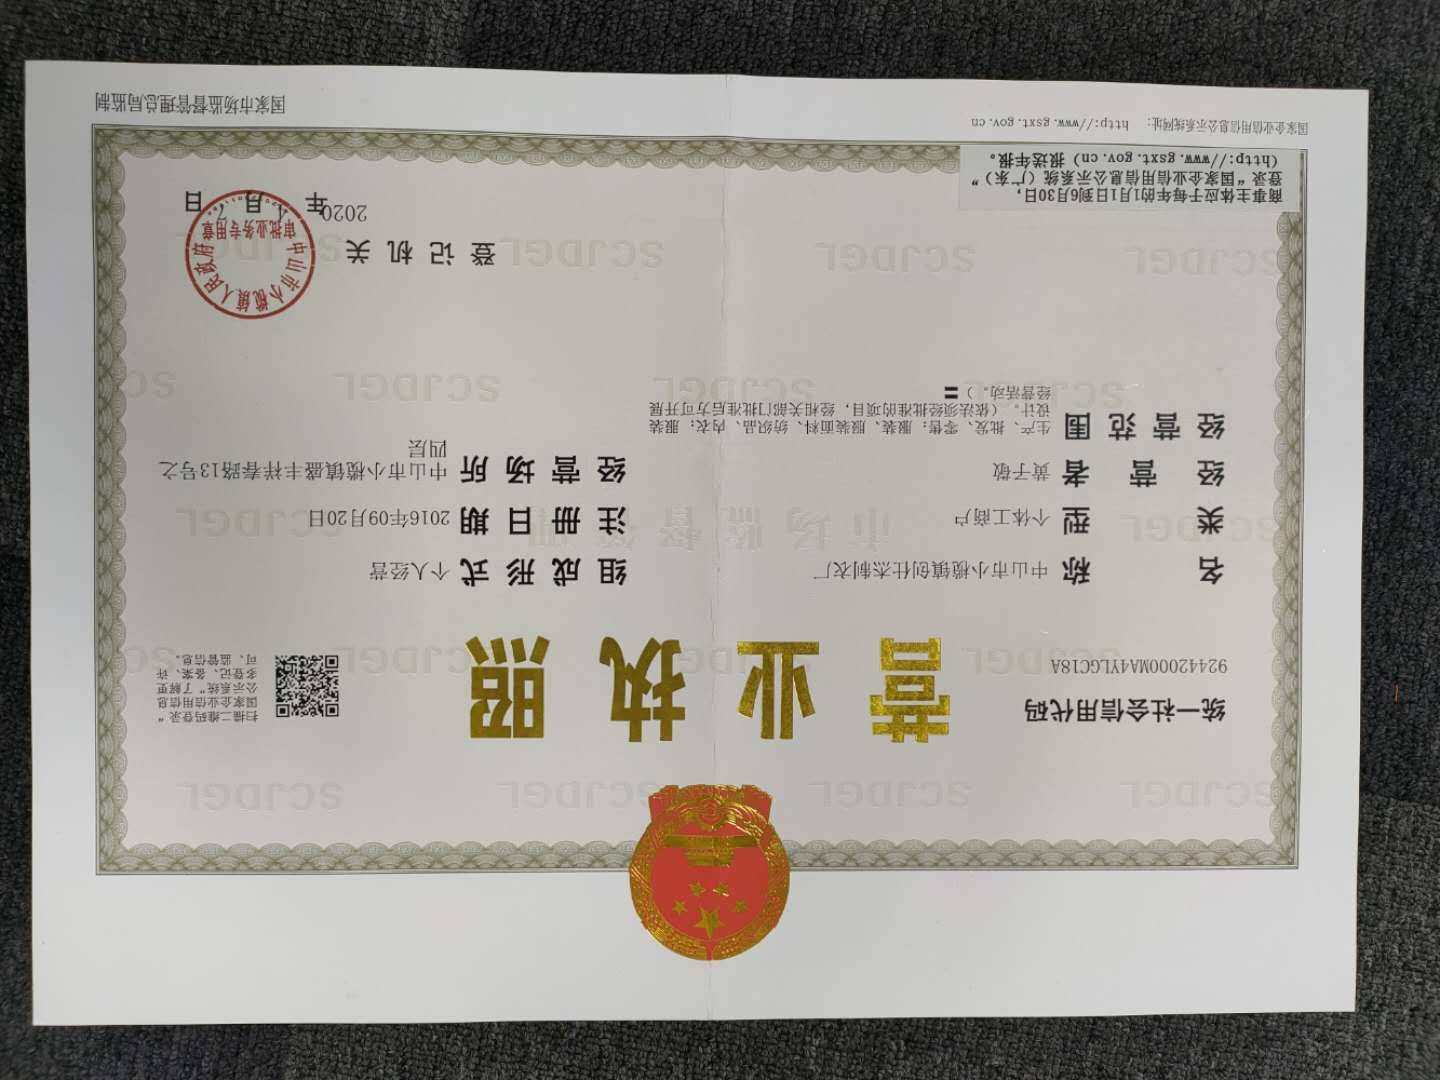 营业执照
统一社会信用代码
92442000MA4YLGC18A
扫描二维码登录“
国家企业信用信息
公示系统”了解更
多登记、备案、许
可、监管信息。
名称 中山市小榄镇创仕杰制衣厂
类型 个体工商户
经营者 黄子敏
经营范围 生产、批发、零售:服装、服装面料、纺织品、内衣;服装
设计。(依法须经批准的项目,经相关部门批准后方可开展
经营活动。)〓
组成形式 个人经营
注册日期 2016年09月20日
经营场所 中山市小榄镇盛丰祥春路13号之
四层
登记机关
2020年1月7日
中山市小榄镇人民政府
审批业务专用章
商事主体应于每年的1月1日到6月30日,
登录“国家企业信用信息公示系统(广东)”
(http://www.gsxt.gov.cn)报送年报。
国家企业信用信息公示系统网址: http://www.gsxt.gov.cn
国家市场监督管理总局监制
SCJDGL
市场监督管理